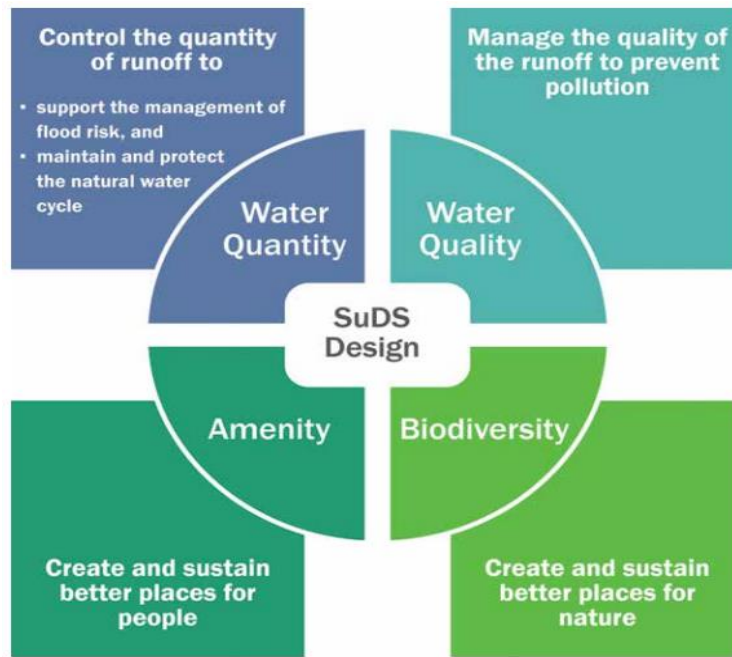 Control the quantity
of runoff to
• support the management of
flood risk, and
• maintain and protect
the natural water
cycle
Manage the quality of
the runoff to prevent
pollution
Water
Quantity
Water
Quality
SuDS
Design
Amenity
Biodiversity
Create and sustain
better places for
people
Create and sustain
better places for
nature